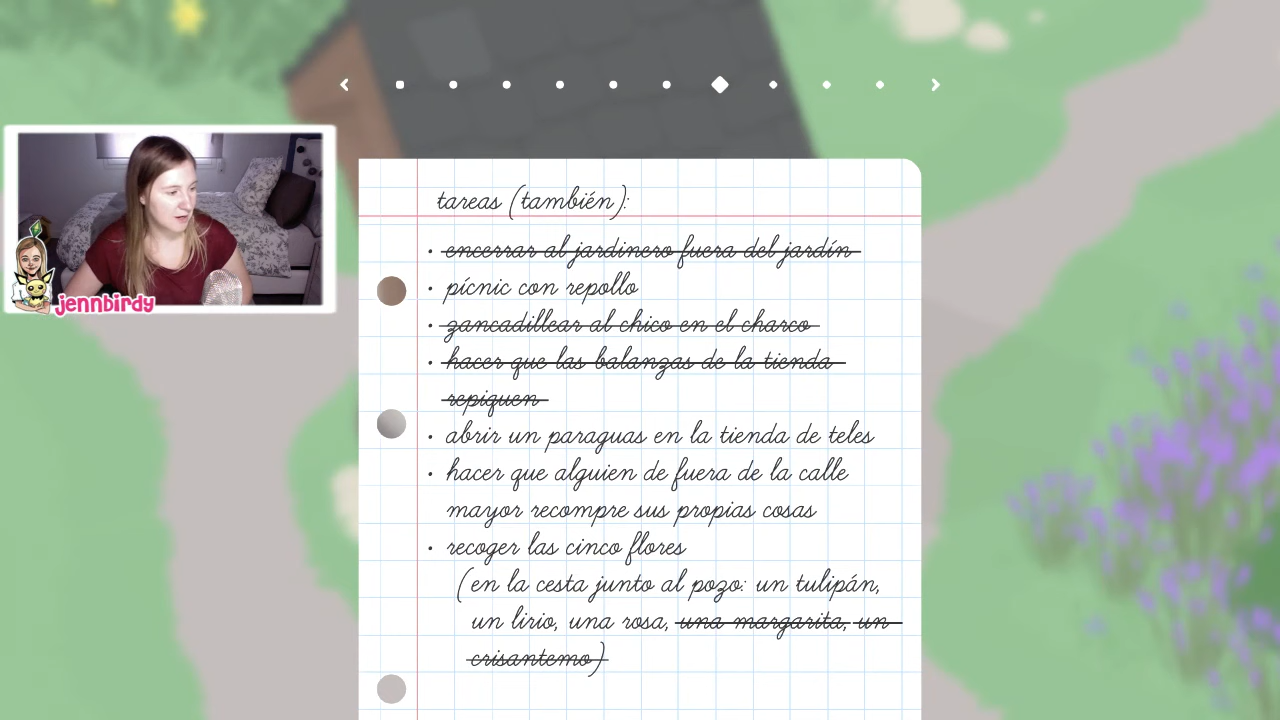 tareas (también):
• encerrar al jardinero fuera del jardín
• pícnic con repollo
• zancadillear al chico en el charco
• hacer que las balanzas de la tienda
repiquen
• abrir un paraguas en la tienda de teles
• hacer que alguien de fuera de la calle
mayor recompre sus propias cosas
• recoger las cinco flores
(en la cesta junto al pozo: un tulipán,
un lirio, una rosa, una margarita, un
crisantemo)
jennbirdy